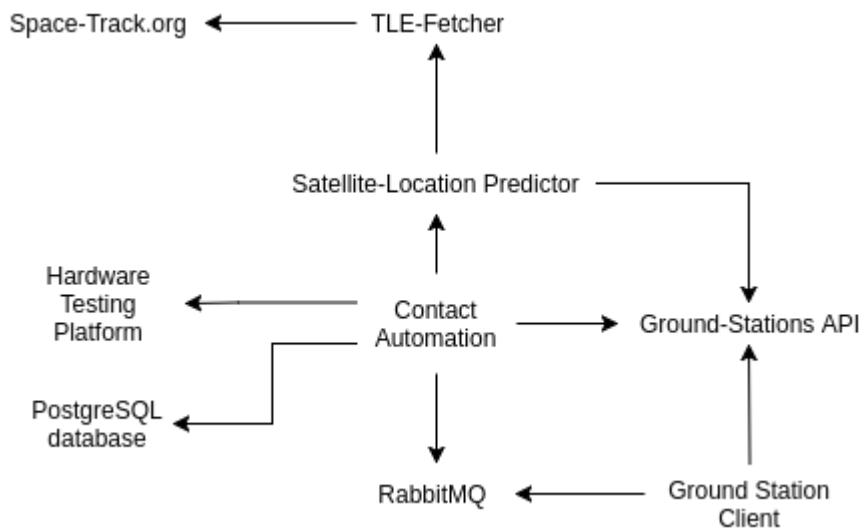 Space-Track.org
TLE-Fetcher
Satellite-Location Predictor
Hardware
Testing
Platform
Contact
Automation
Ground-Stations API
PostgreSQL
database
RabbitMQ
Ground Station
Client